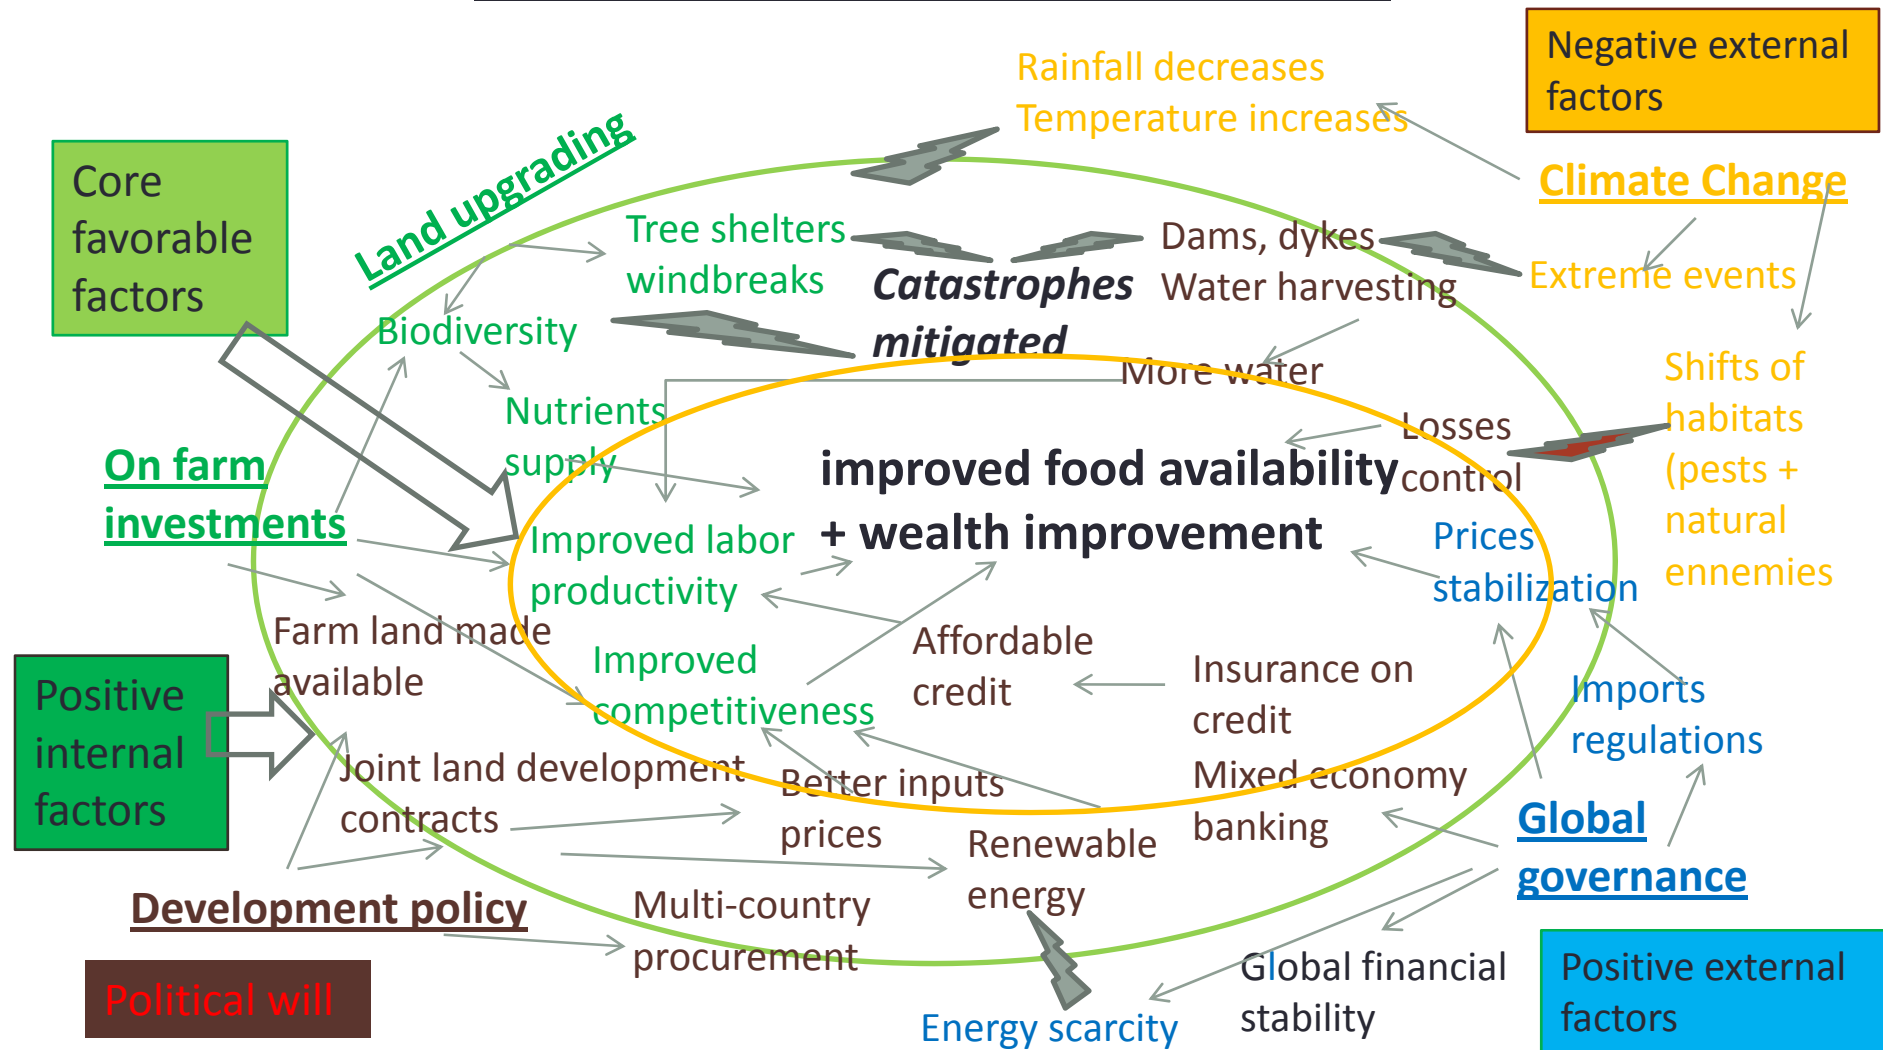 Negative external
factors
Rainfall decreases
Temperature increases
Climate Change
Extreme events
Shifts of
habitats
(pests +
natural
ennemies
Core
favorable
factors
Land upgrading
Tree shelters
windbreaks
Catastrophes
mitigated
Dams, dykes
Water harvesting
Biodiversity
More water
Nutrients
supply
Losses
control
On farm
investments
improved food availability
+ wealth improvement
Improved labor
productivity
Prices
stabilization
Farm land made
available
Improved
competitiveness
Affordable
credit
Insurance on
credit
Imports
regulations
Positive
internal
factors
Joint land development
contracts
Better inputs
prices
Mixed economy
banking
Renewable
energy
Global
governance
Development policy
Multi-country
procurement
Political will
Energy scarcity
Global financial
stability
Positive external
factors